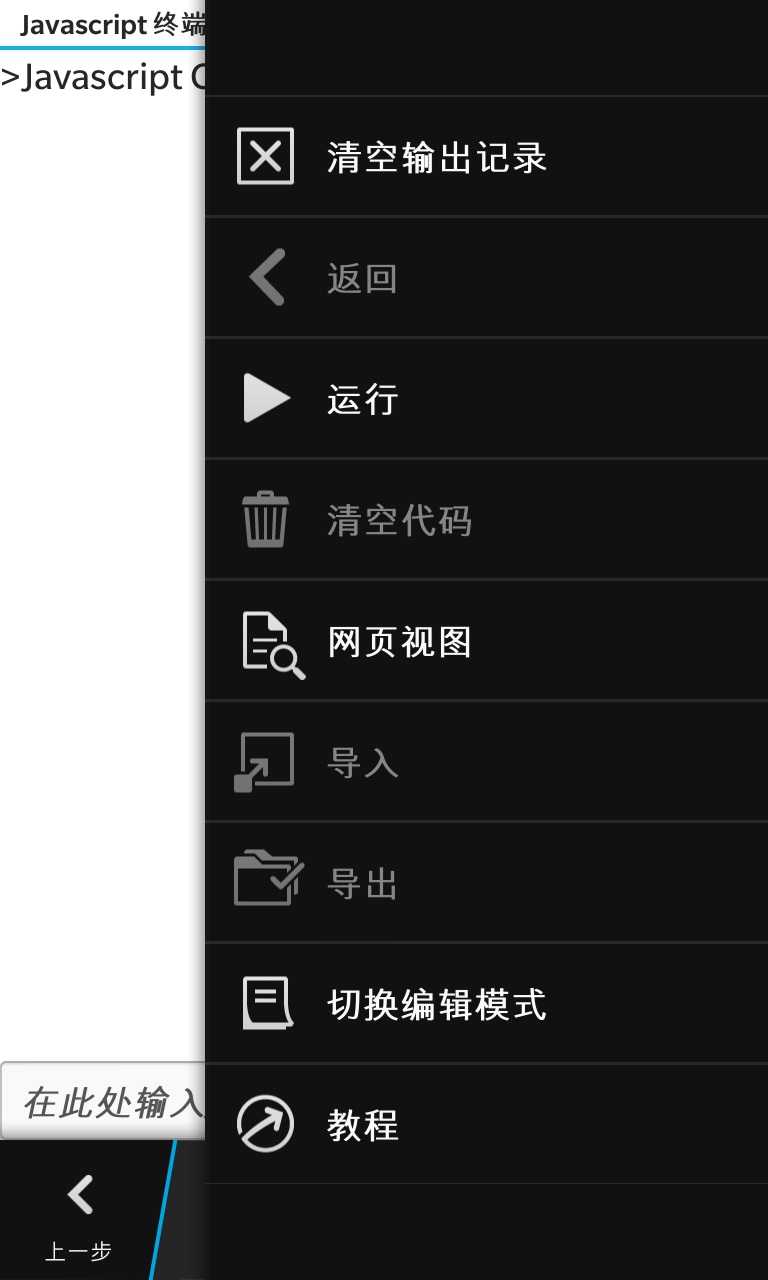 Javascript 终端
>Javascript
清空输出记录
返回
运行
清空代码
网页视图
导入
导出
切换编辑模式
教程
在此处输入
上一步